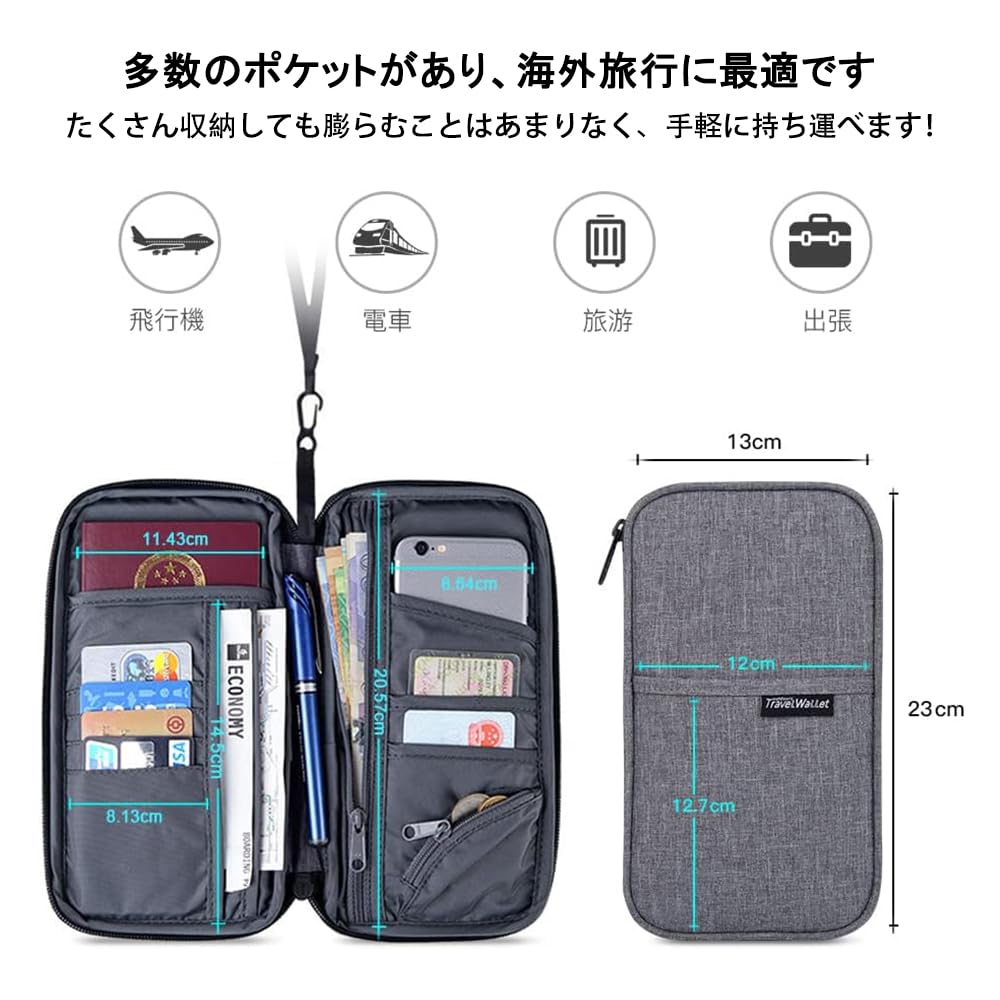 多数のポケットがあり、海外旅行に最適です
たくさん収納しても膨らむことはあまりなく、手軽に持ち運べます!
飛行機
電車
旅游
出張
13cm
11.43cm
6.54cm
20.57cm
14.5cm
8.13cm
ECONOMY
BOARDING
VISA
12cm
TravelWallet
23cm
12.7cm